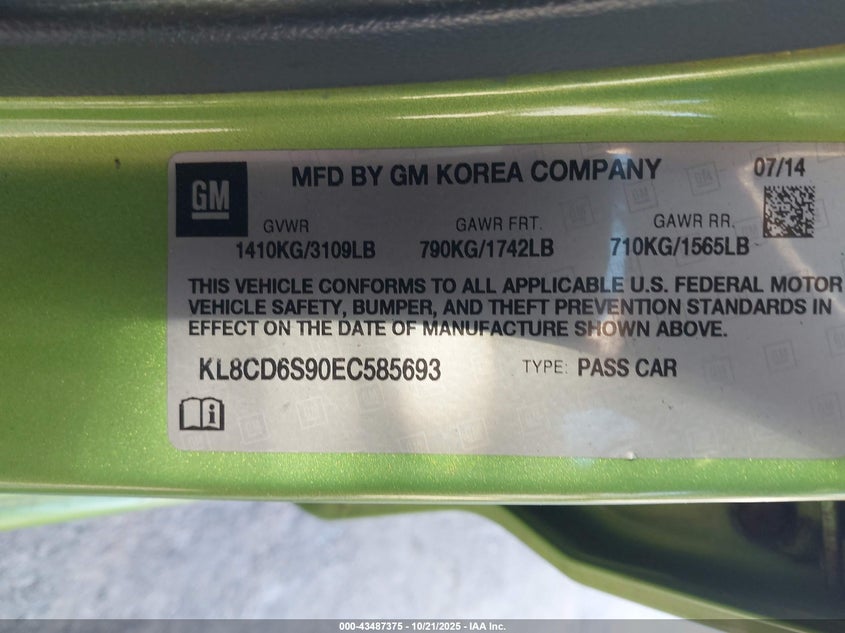 GM
MFD BY GM KOREA COMPANY 07/14
GVWR GAWR FRT. GAWR RR.
1410KG/3109LB 790KG/1742LB 710KG/1565LB
THIS VEHICLE CONFORMS TO ALL APPLICABLE U.S. FEDERAL MOTOR
VEHICLE SAFETY, BUMPER, AND THEFT PREVENTION STANDARDS IN
EFFECT ON THE DATE OF MANUFACTURE SHOWN ABOVE.
KL8CD6S90EC585693 TYPE: PASS CAR
000-43487375 - 10/21/2025 - IAA Inc.